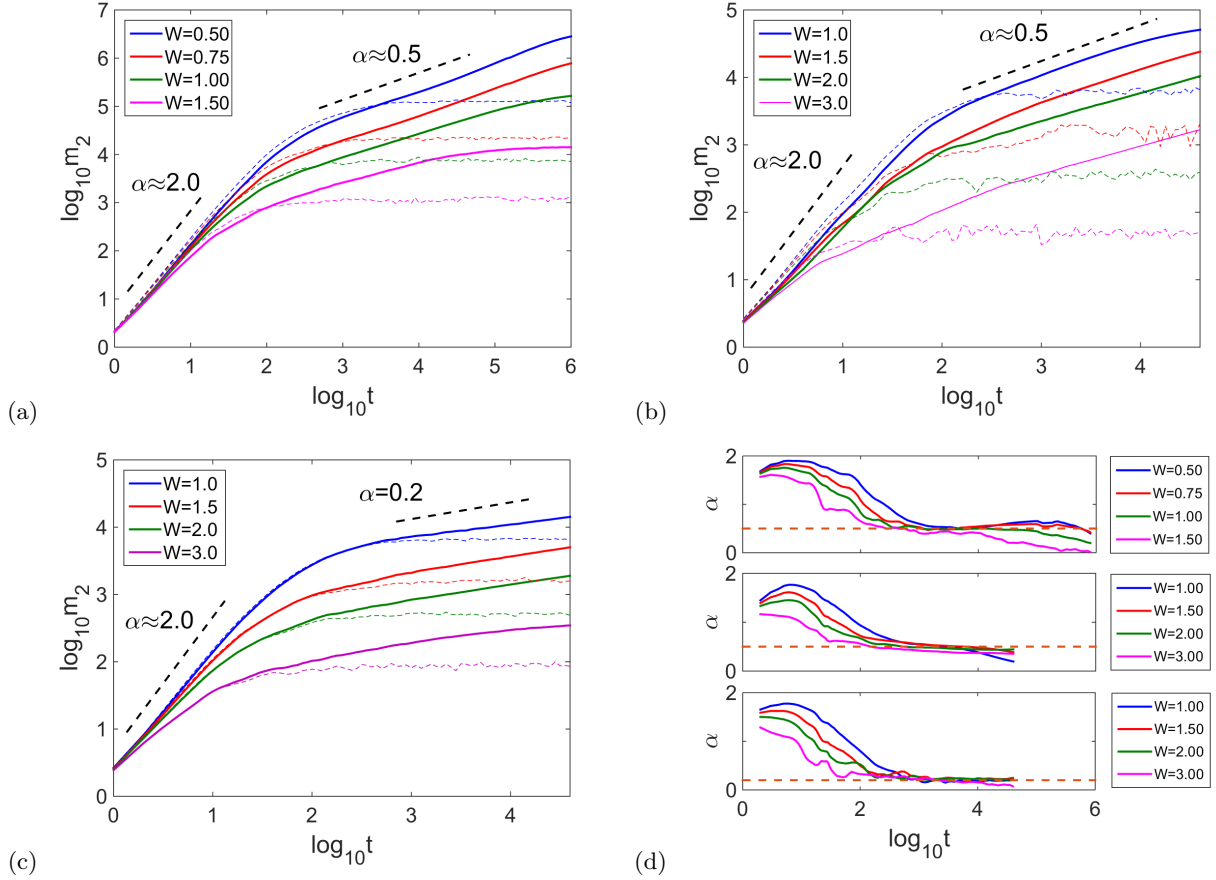 7
6
5
4
3
2
1
0
log10m2
W=0.50
W=0.75
W=1.00
W=1.50
α≈0.5
α≈2.0
0 1 2 3 4 5 6
log10t
(a)
5
4
3
2
1
0
log10m2
W=1.0
W=1.5
W=2.0
W=3.0
α≈0.5
α≈2.0
0 1 2 3 4
log10t
(b)
5
4
3
2
1
0
log10m2
W=1.0
W=1.5
W=2.0
W=3.0
α=0.2
α≈2.0
0 1 2 3 4
log10t
(c)
2
0
α
W=0.50
W=0.75
W=1.00
W=1.50
2
0
α
W=1.00
W=1.50
W=2.00
W=3.00
2
0
α
W=1.00
W=1.50
W=2.00
W=3.00
0 2 4 6
log10t
(d)